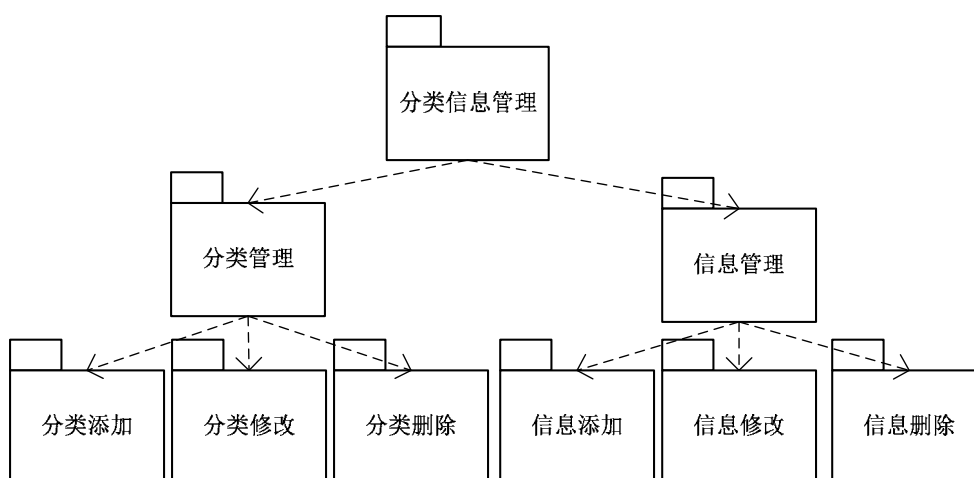 分类信息管理
分类管理
信息管理
分类添加
分类修改
分类删除
信息添加
信息修改
信息删除